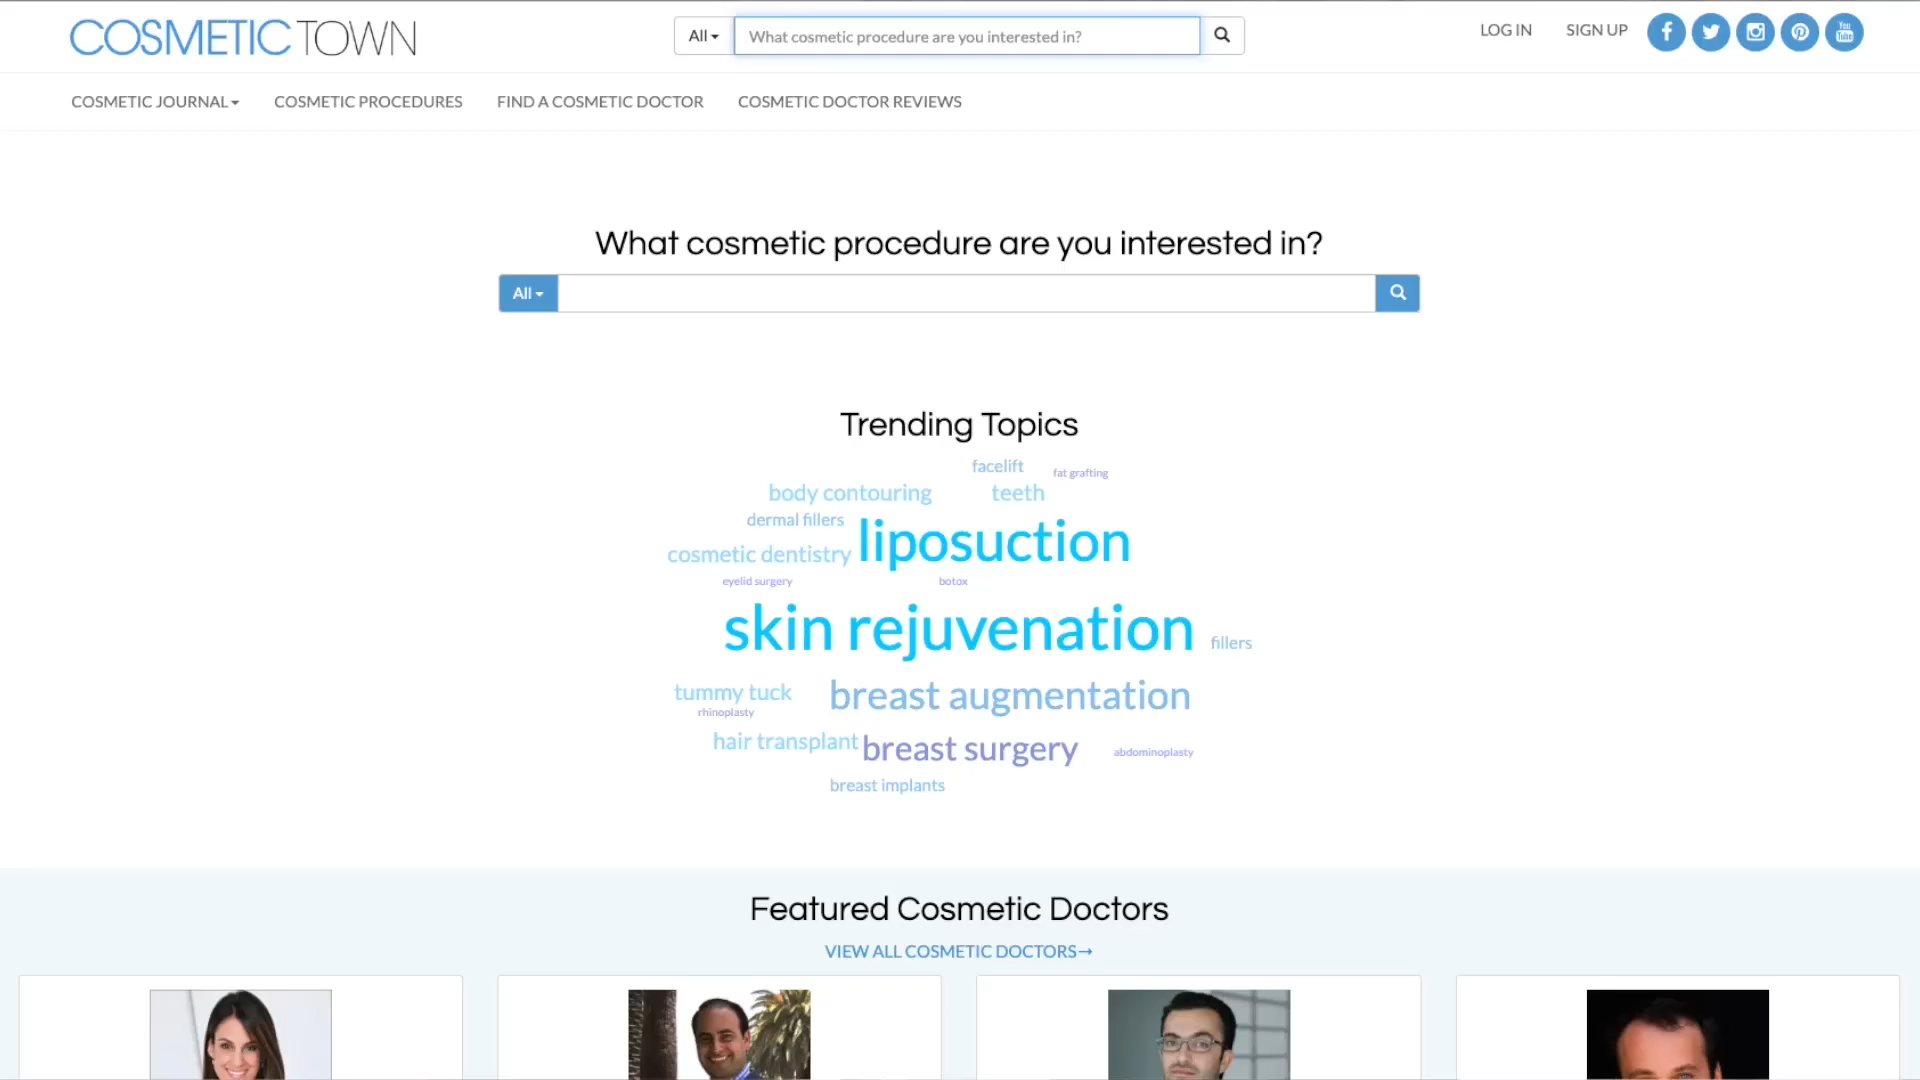 COSMETIC TOWN
All What cosmetic procedure are you interested in?
LOG IN SIGN UP
You Tube
COSMETIC JOURNAL COSMETIC PROCEDURES FIND A COSMETIC DOCTOR COSMETIC DOCTOR REVIEWS
What cosmetic procedure are you interested in?
All
Trending Topics
facelift fat grafting
body contouring teeth
dermal fillers
liposuction
cosmetic dentistry
eyelid surgery botox
skin rejuvenation
fillers
tummy tuck breast augmentation
rhinoplasty
hair transplant breast surgery abdominoplasty
breast implants
Featured Cosmetic Doctors
VIEW ALL COSMETIC DOCTORS→